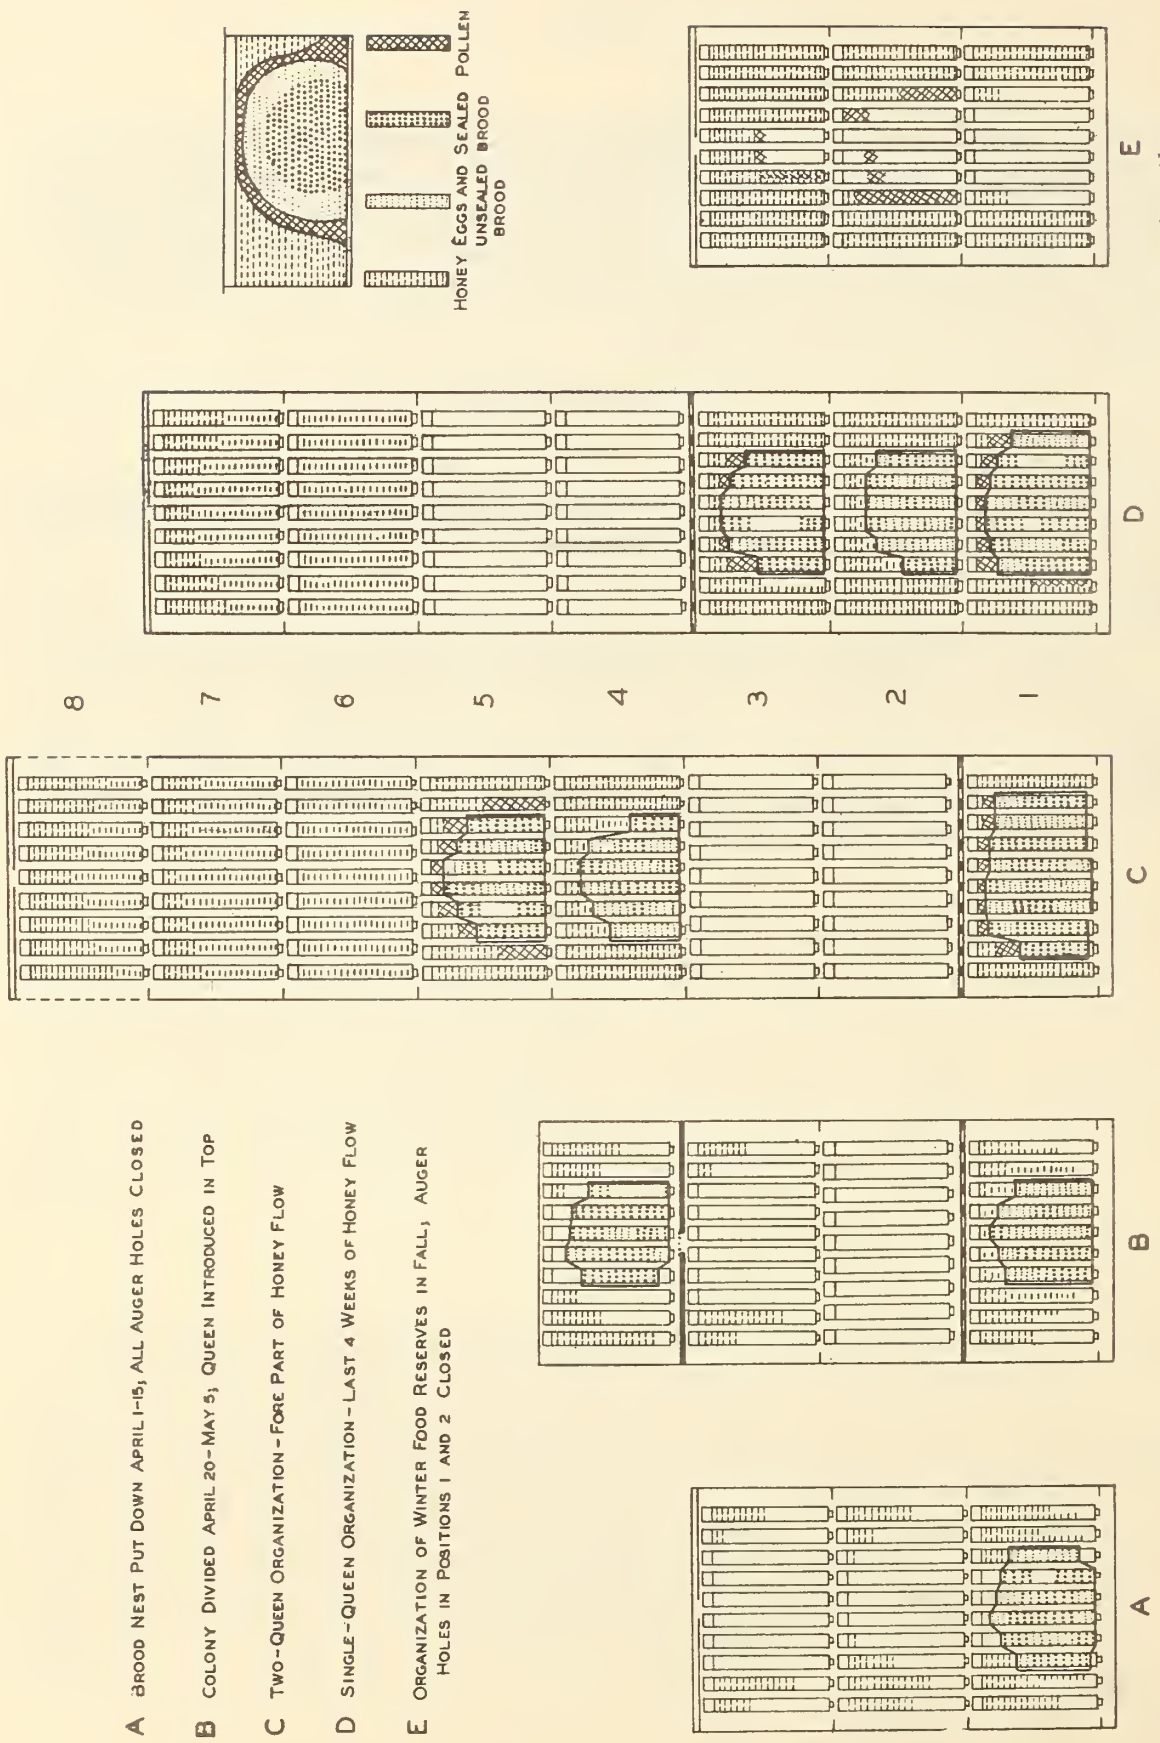 A BROOD NEST PUT DOWN APRIL 1-15; ALL AUGER HOLES CLOSED
B COLONY DIVIDED APRIL 20-MAY 5; QUEEN INTRODUCED IN TOP
C TWO-QUEEN ORGANIZATION-FORE PART OF HONEY FLOW
D SINGLE-QUEEN ORGANIZATION-LAST 4 WEEKS OF HONEY FLOW
E ORGANIZATION OF WINTER FOOD RESERVES IN FALL; AUGER
HOLES IN POSITIONS 1 AND 2 CLOSED
HONEY EGGS AND SEALED POLLEN
UNSEALED BROOD
BROOD
8
7
6
5
4
3
2
1
A
B
C
D
E